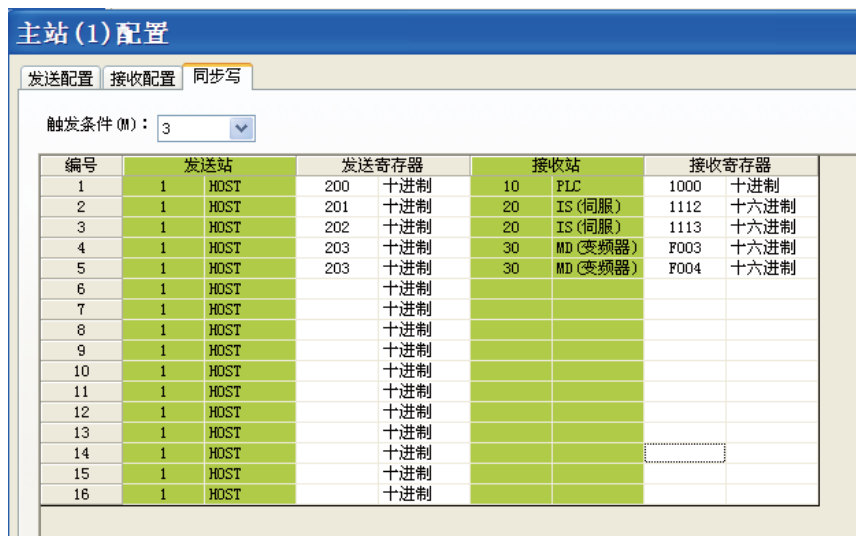 主站(1)配置
发送配置 接收配置 同步写
触发条件(M): 3
编号 发送站 发送寄存器 接收站 接收寄存器
1 1 HOST 200 十进制 10 PLC 1000 十进制
2 1 HOST 201 十进制 20 IS(伺服) 1112 十六进制
3 1 HOST 202 十进制 20 IS(伺服) 1113 十六进制
4 1 HOST 203 十进制 30 MD(变频器) F003 十六进制
5 1 HOST 203 十进制 30 MD(变频器) F004 十六进制
6 1 HOST 十进制
7 1 HOST 十进制
8 1 HOST 十进制
9 1 HOST 十进制
10 1 HOST 十进制
11 1 HOST 十进制
12 1 HOST 十进制
13 1 HOST 十进制
14 1 HOST 十进制
15 1 HOST 十进制
16 1 HOST 十进制